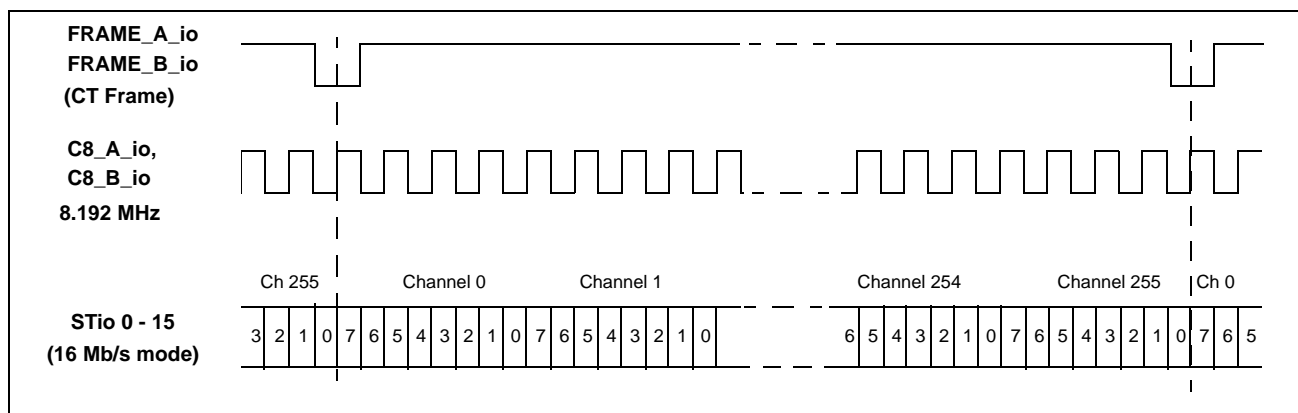 FRAME_A_io
FRAME_B_io
(CT Frame)
C8_A_io,
C8_B_io
8.192 MHz
Ch 255 Channel 0 Channel 1 Channel 254 Channel 255 Ch 0
STio 0 - 15
(16 Mb/s mode)
3 2 1 0 7 6 5 4 3 2 1 0 7 6 5 4 3 2 1 0 6 5 4 3 2 1 0 7 6 5 4 3 2 1 0 7 6 5